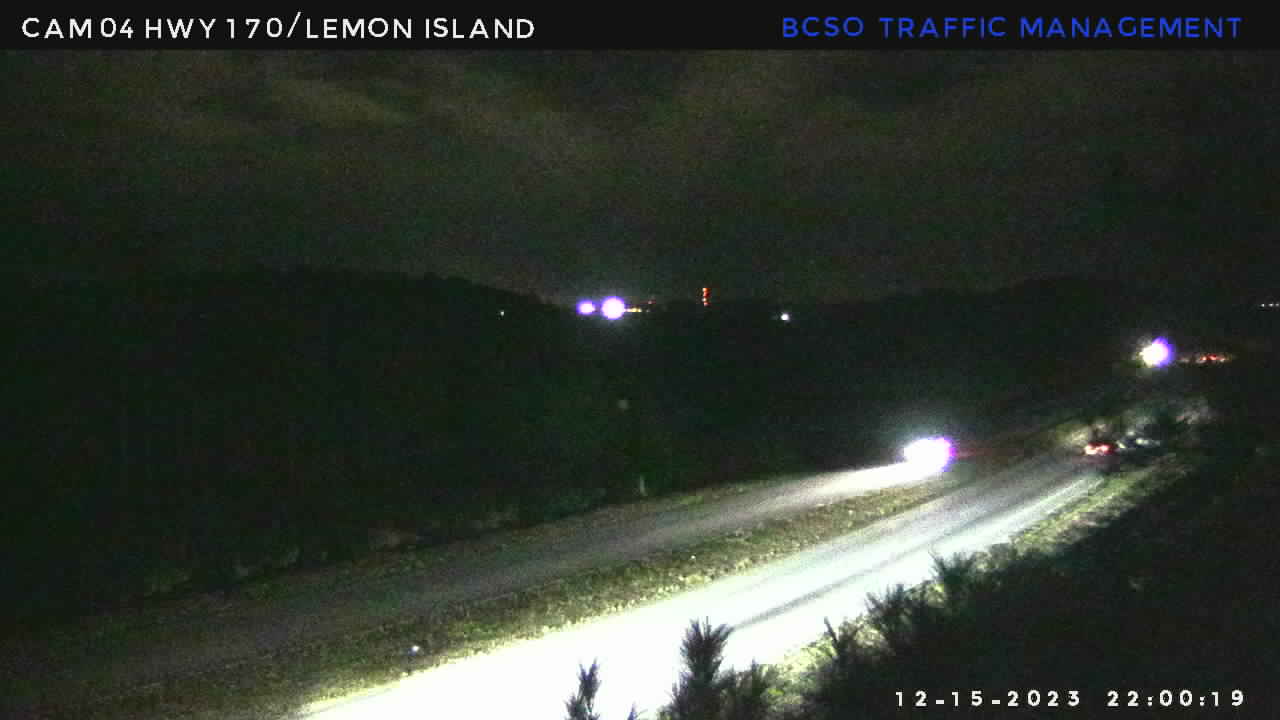 CAM04 HWY 170/LEMON ISLAND
BCSO TRAFFIC MANAGEMENT
12-15-2023 22:00:19